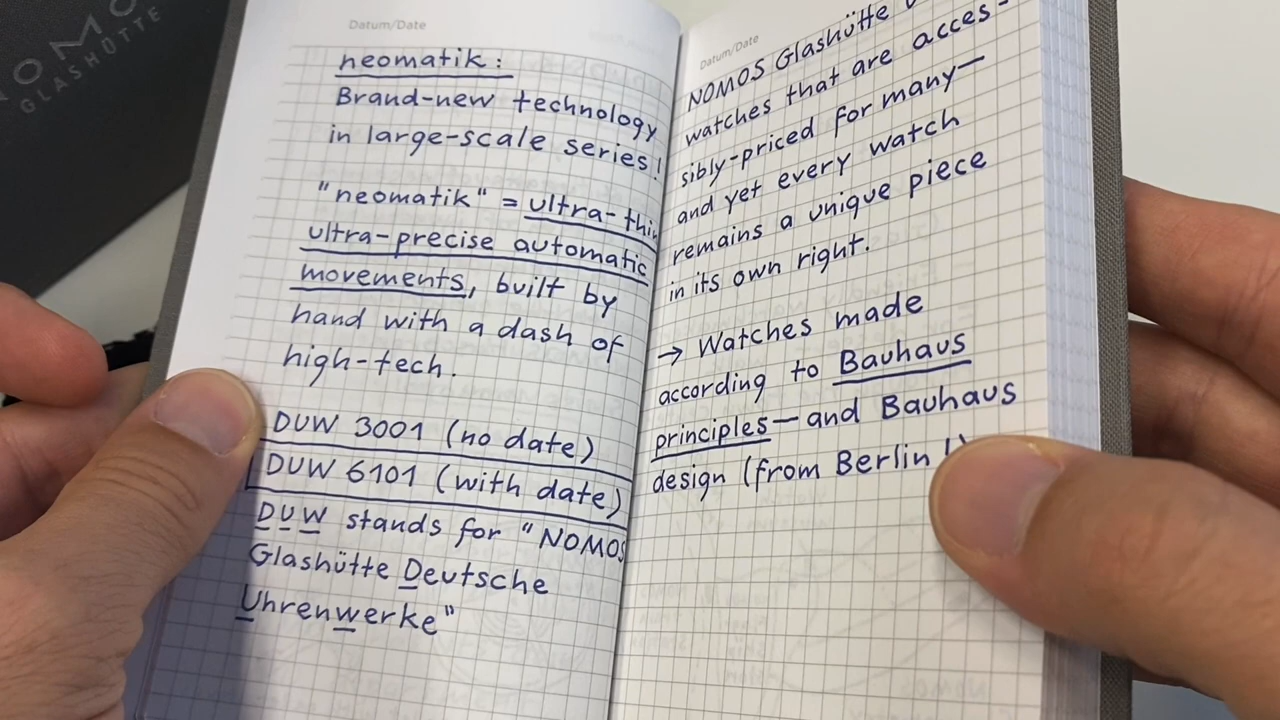 NOMOS
GLASHÜTTE
Datum/Date
neomatik:
Brand-new technology
in large-scale series!
"neomatik" = ultra-thin
ultra-precise automatic
movements, built by
hand with a dash of
high-tech.
DUW 3001 (no date)
DUW 6101 (with date)
DUW stands for "NOMOS
Glashütte Deutsche
Uhrenwerke"
Datum/Date
NOMOS Glashütte
watches that are acces-
sibly-priced for many—
and yet every watch
remains a unique piece
in its own right.
→ Watches made
according to Bauhaus
principles—and Bauhaus
design (from Berlin!)